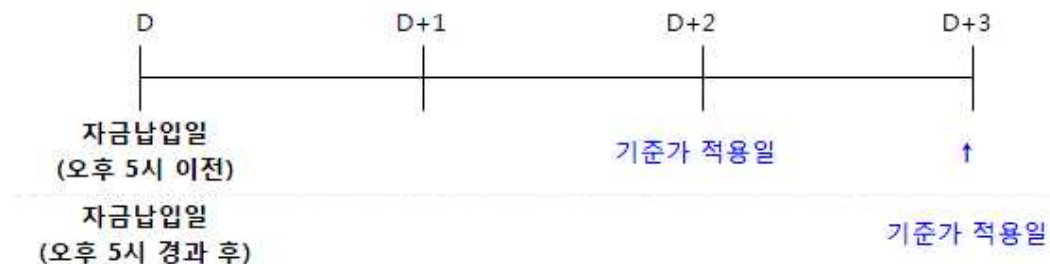 D D+1 D+2 D+3
자금납입일
(오후 5시 이전)
기준가 적용일 ↑
자금납입일
(오후 5시 경과 후)
기준가 적용일